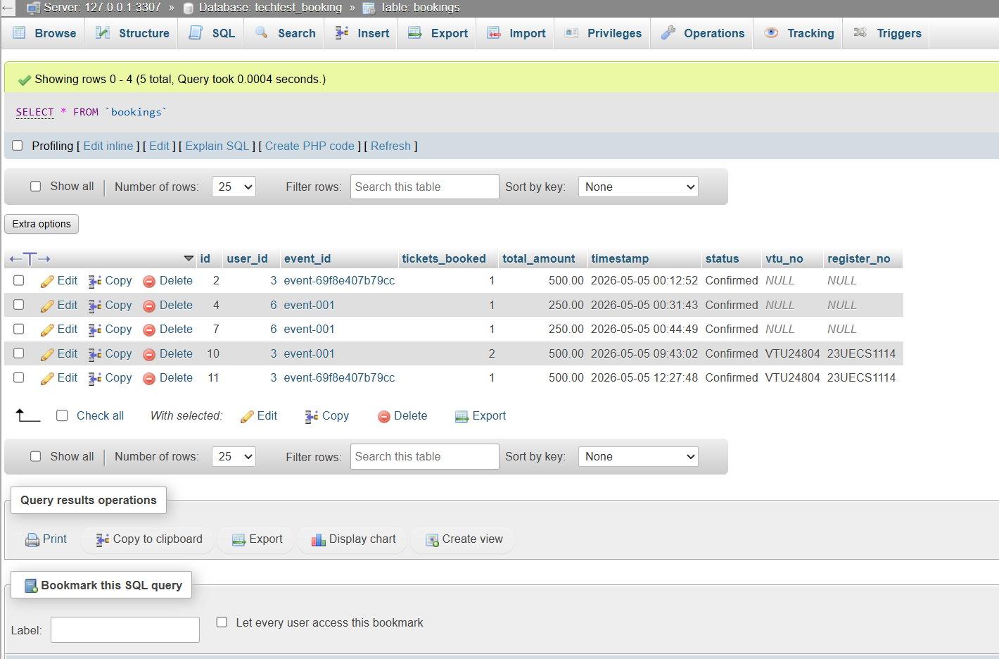 Server: 127.0.0.1:3307 » Database: techfest_booking » Table: bookings
Browse Structure SQL Search Insert Export Import Privileges Operations Tracking Triggers
Showing rows 0 - 4 (5 total, Query took 0.0004 seconds.)
SELECT * FROM `bookings`
Profiling [ Edit inline ] [ Edit ] [ Explain SQL ] [ Create PHP code ] [ Refresh ]
Show all Number of rows: 25 Filter rows: Search this table Sort by key: None
Extra options
id user_id event_id tickets_booked total_amount timestamp status vtu_no register_no
Edit Copy Delete 2 3 event-69f8e407b79cc 1 500.00 2026-05-05 00:12:52 Confirmed NULL NULL
Edit Copy Delete 4 6 event-001 1 250.00 2026-05-05 00:31:43 Confirmed NULL NULL
Edit Copy Delete 7 6 event-001 1 250.00 2026-05-05 00:44:49 Confirmed NULL NULL
Edit Copy Delete 10 3 event-001 2 500.00 2026-05-05 09:43:02 Confirmed VTU24804 23UECS1114
Edit Copy Delete 11 3 event-69f8e407b79cc 1 500.00 2026-05-05 12:27:48 Confirmed VTU24804 23UECS1114
Check all With selected: Edit Copy Delete Export
Show all Number of rows: 25 Filter rows: Search this table Sort by key: None
Query results operations
Print Copy to clipboard Export Display chart Create view
Bookmark this SQL query
Label: Let every user access this bookmark